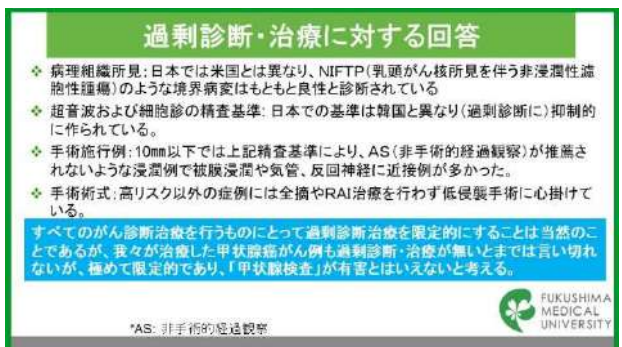 過剰診断・治療に対する回答
❖ 病理組織所見:日本では米国とは異なり、NIFTP(乳頭がん核所見を伴う非浸潤性濾
胞性腫瘍)のような境界病変はもともと良性と診断されている
❖ 超音波および細胞診の精査基準: 日本での基準は韓国と異なり(過剰診断に)抑制的
に作られている。
❖ 手術施行例:10mm以下では上記精査基準により、AS(非手術的経過観察)が推薦さ
れないような浸潤例で被膜浸潤や気管、反回神経に近接例が多かった。
❖ 手術術式:高リスク以外の症例には全摘やRAI治療を行わず低侵襲手術に心掛けて
いる。
すべてのがん診断治療を行うものにとって過剰診断治療を限定的にすることは当然のこ
とであるが、我々が治療した甲状腺癌がん例も過剰診断・治療が無いとまでは言い切れ
ないが、極めて限定的であり、「甲状腺検査」が有害とはいえないと考える。
*AS: 非手術的経過観察
FUKUSHIMA
MEDICAL
UNIVERSITY